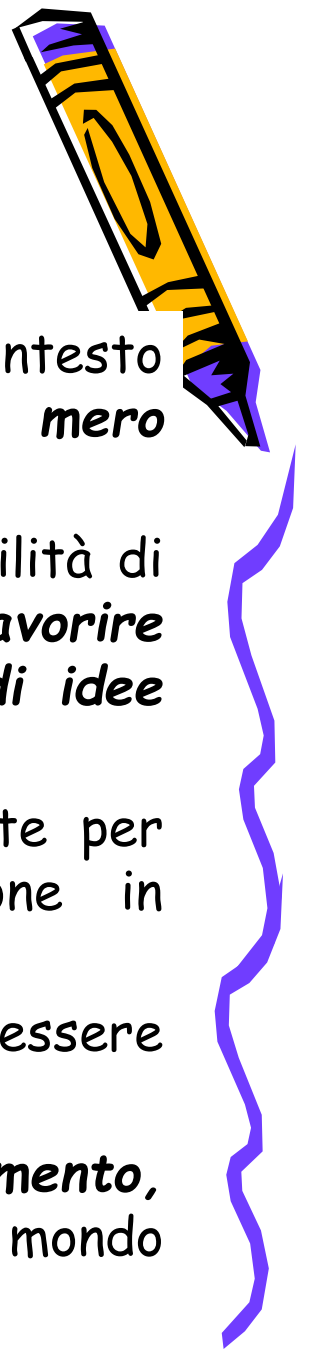 ntesto
mero
ilità di
avorire
di idee
te per
one in
essere
mento,
mondo